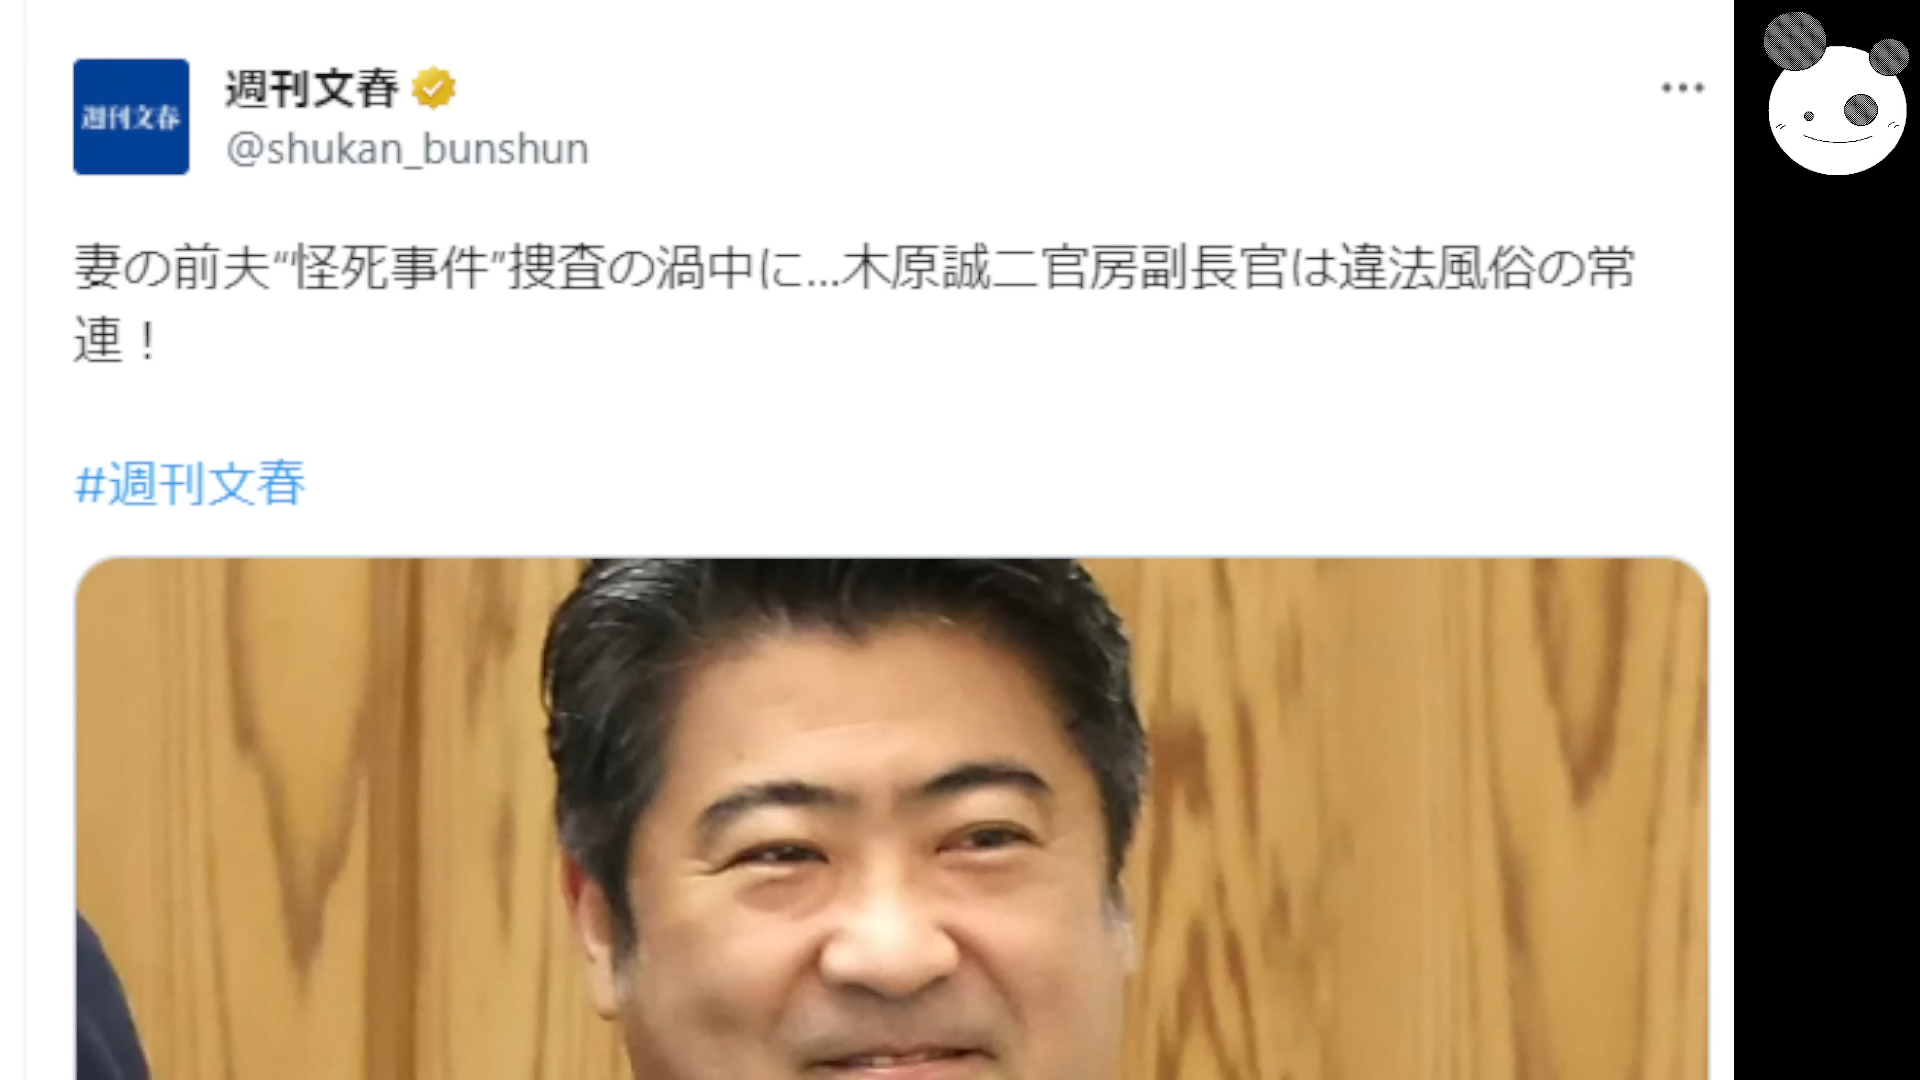 週刊文春
週刊文春
@shukan_bunshun
妻の前夫“怪死事件”捜査の渦中に…木原誠二官房副長官は違法風俗の常
連！
#週刊文春